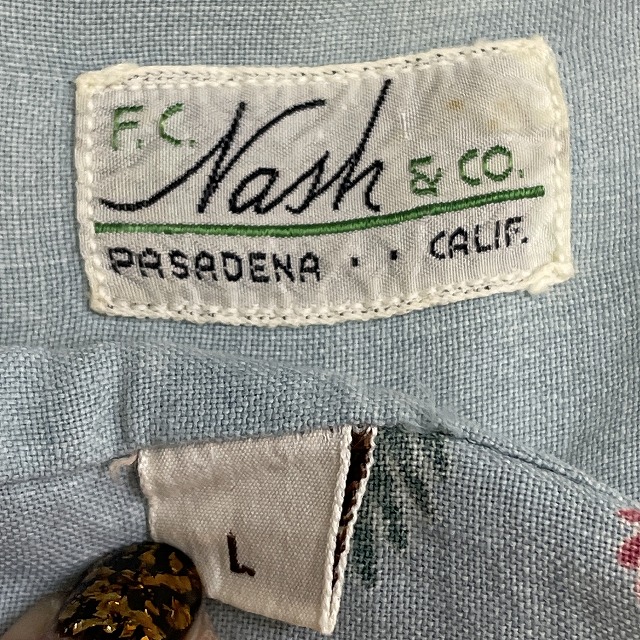 F.C. Nash & CO.
PASADENA · · CALIF.
L.